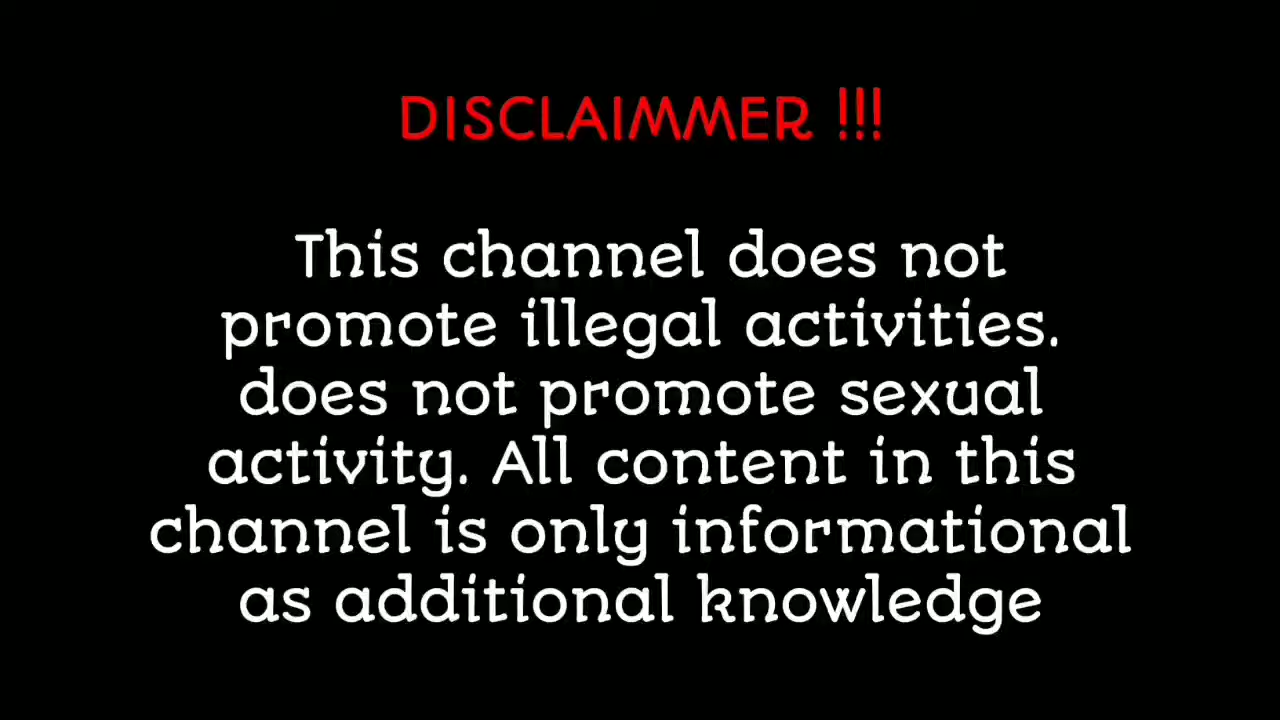 DISCLAIMMER !!!
This channel does not
promote illegal activities.
does not promote sexual
activity. All content in this
channel is only informational
as additional knowledge